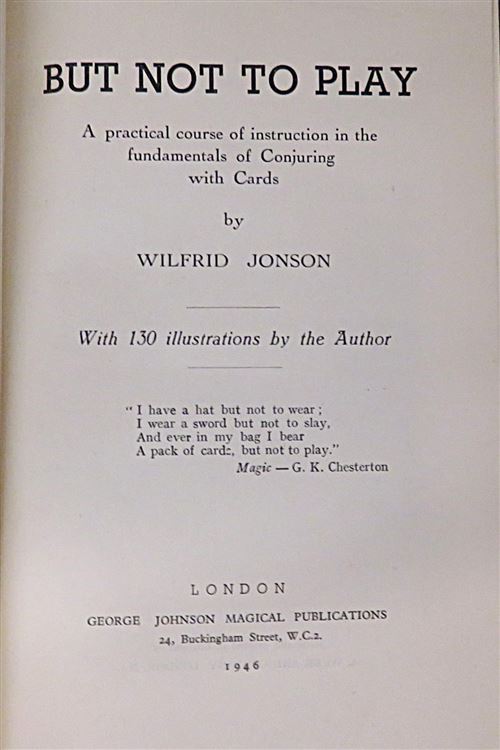 BUT NOT TO PLAY
A practical course of instruction in the
fundamentals of Conjuring
with Cards
by
WILFRID JONSON
With 130 illustrations by the Author
" I have a hat but not to wear ;
I wear a sword but not to slay,
And ever in my bag I bear
A pack of cards, but not to play."
Magic — G. K. Chesterton
LONDON
GEORGE JOHNSON MAGICAL PUBLICATIONS
24, Buckingham Street, W.C.2.
1946